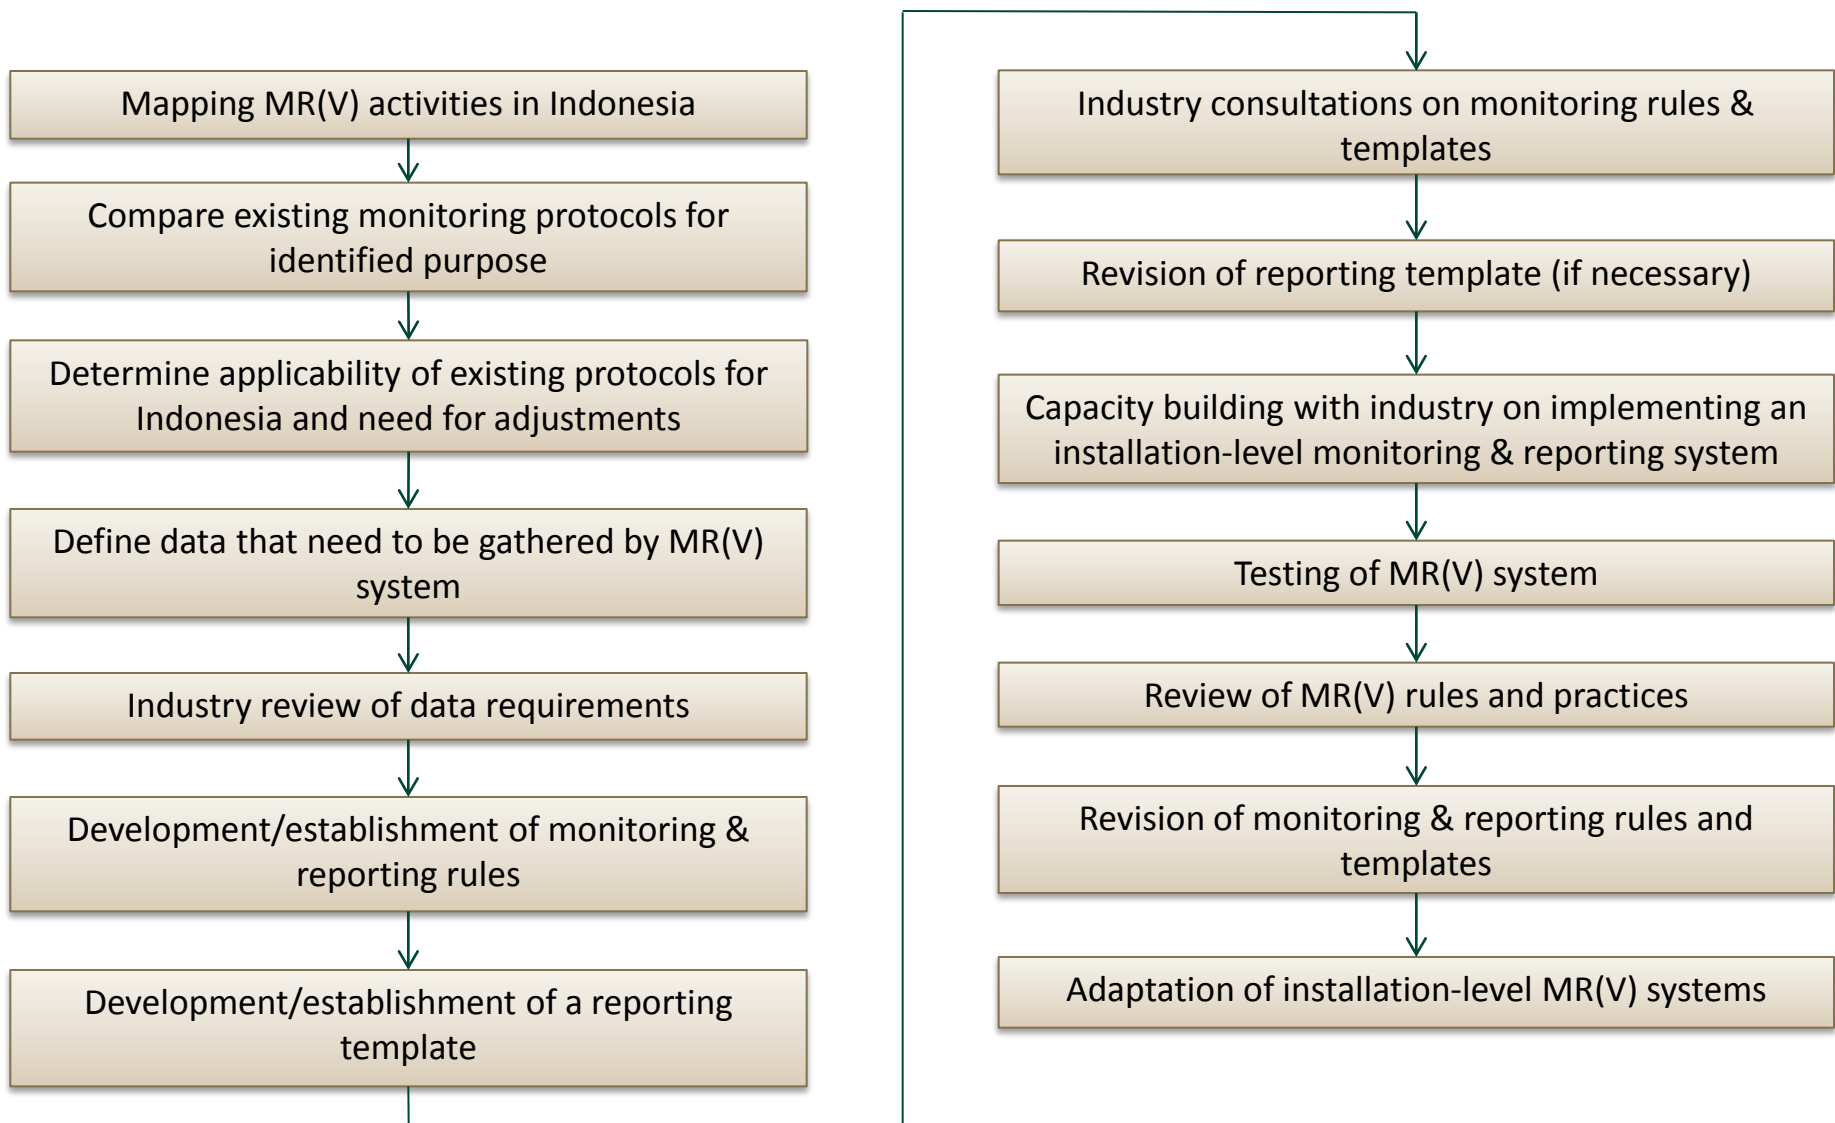 Mapping MR(V) activities in Indonesia
Compare existing monitoring protocols for
identified purpose
Determine applicability of existing protocols for
Indonesia and need for adjustments
Define data that need to be gathered by MR(V)
system
Industry review of data requirements
Development/establishment of monitoring &
reporting rules
Development/establishment of a reporting
template
Industry consultations on monitoring rules &
templates
Revision of reporting template (if necessary)
Capacity building with industry on implementing an
installation-level monitoring & reporting system
Testing of MR(V) system
Review of MR(V) rules and practices
Revision of monitoring & reporting rules and
templates
Adaptation of installation-level MR(V) systems